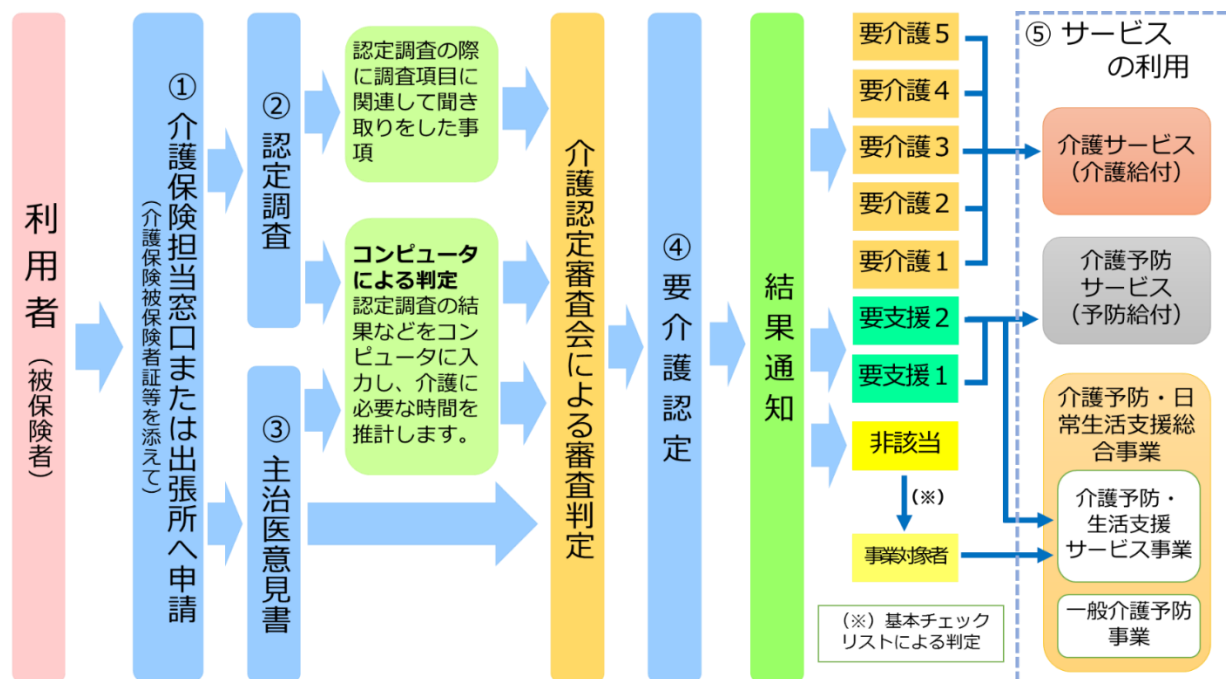 利用者（被保険者）
①介護保険担当窓口または出張所へ申請
（介護保険被保険者証等を添えて）
②認定調査
③主治医意見書
認定調査の際
に調査項目に
関連して聞き
取りをした事
項
コンピュータ
による判定
認定調査の結
果などをコン
ピュータに入
力し、介護に
必要な時間を
推計します。
介護認定審査会による審査判定
④要介護認定
結果通知
要介護５
要介護４
要介護３
要介護２
要介護１
要支援２
要支援１
非該当
（※）
事業対象者
（※）基本チェック
リストによる判定
⑤ サービス
の利用
介護サービス
（介護給付）
介護予防
サービス
（予防給付）
介護予防・日
常生活支援総
合事業
介護予防・
生活支援
サービス事業
一般介護予防
事業